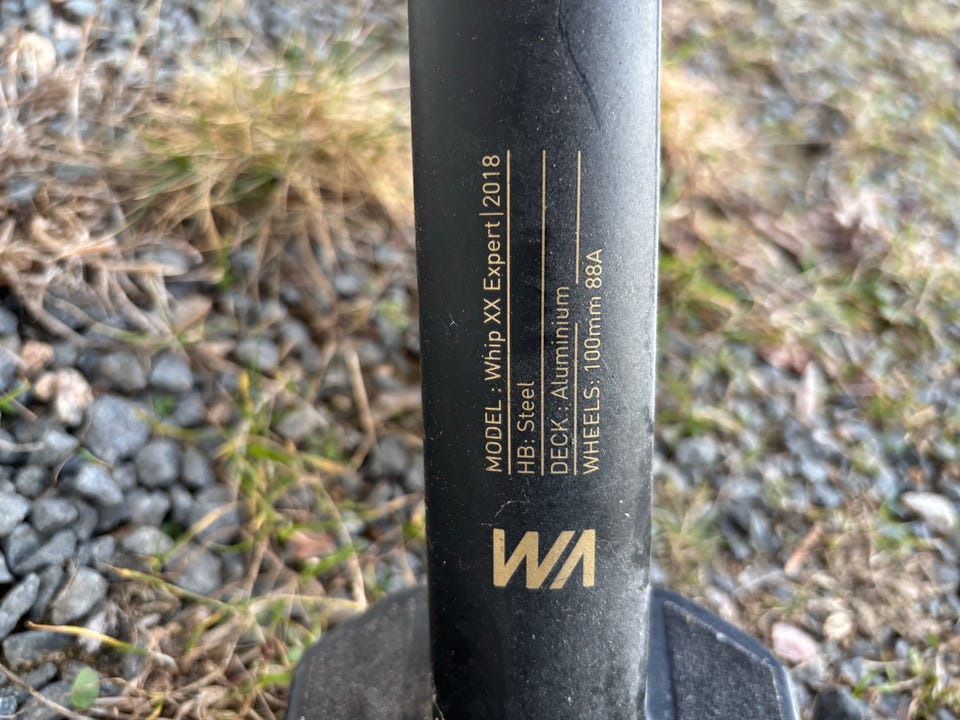 MODEL : Whip XX Expert | 2018
HB: Steel
DECK : Aluminium
WHEELS: 100mm 88A
WA